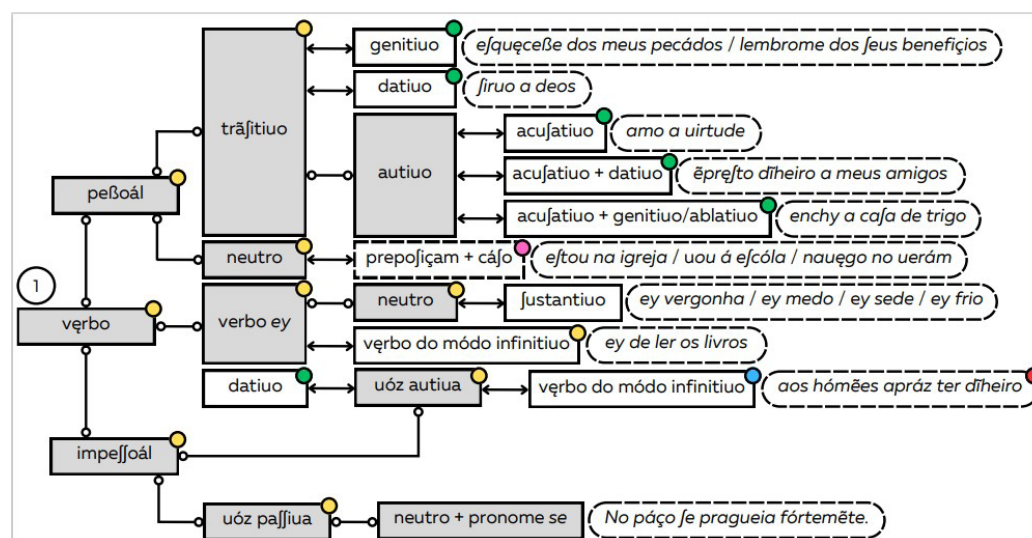 genitiuo eſquęceße dos meus pecádos / lembrome dos ſeus benefiçios
datiuo ſiruo a deos
trãſitiuo
acuſatiuo amo a uirtude
autiuo
acuſatiuo + datiuo ẽpręſto dĩheiro a meus amigos
peßoál
acuſatiuo + genitiuo/ablatiuo enchy a caſa de trigo
neutro prepoſiçam + cáſo eſtou na igreja / uou á eſcóla / nauęgo no uerám
1
neutro ſustantiuo ey vergonha / ey medo / ey sede / ey frio
vęrbo verbo ey
vęrbo do módo infinitiuo ey de ler os livros
datiuo uóz autiua vęrbo do módo infinitiuo aos hómẽes apráz ter dĩheiro
impeſſoál
uóz paſſiua neutro + pronome se No páço ſe pragueia fórtemẽte.